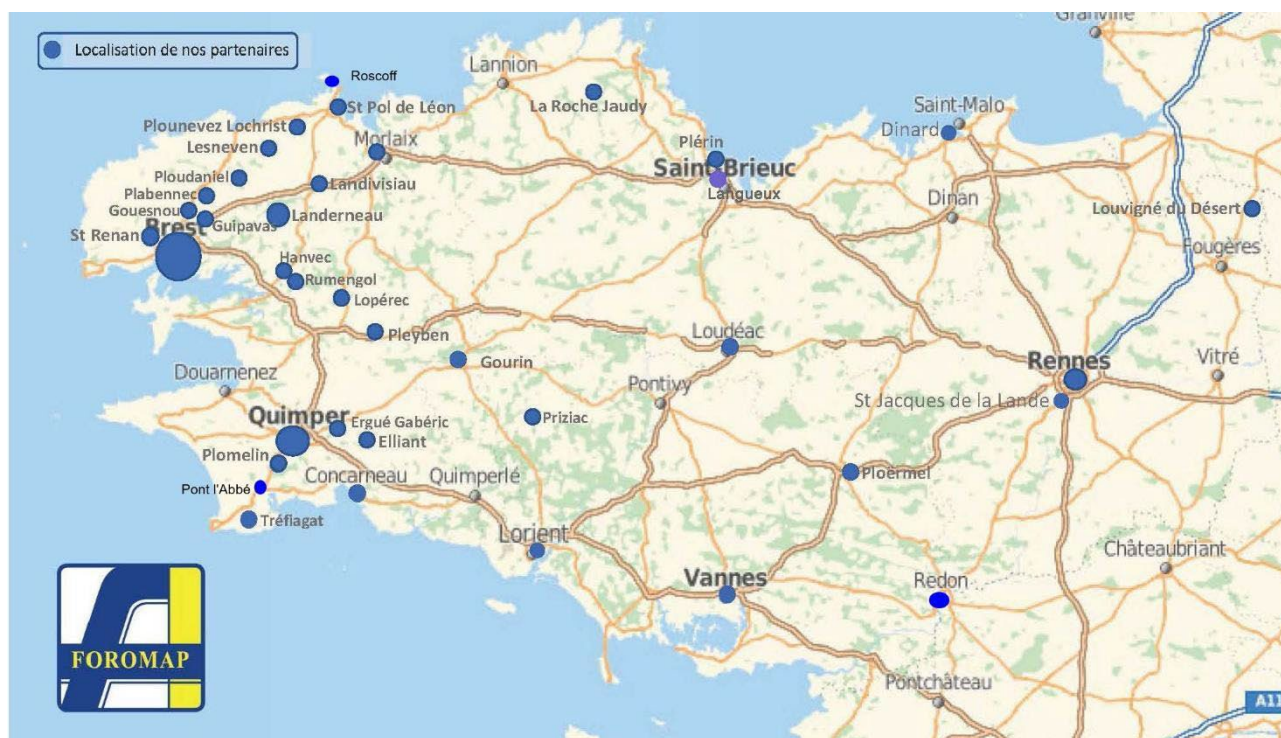 Granville
Localisation de nos partenaires
Lannion
Roscoff
La Roche Jaudy
St Pol de Léon
Saint-Malo
Plounevez Lochrist
Dinard
Morlaix
Lesneven
Plérin
Saint-Brieuc
Ploudaniel
Landivisiau
Plabennec
Langueux
Dinan
Gouesnou
Landerneau
Louvigné du Désert
Guipavas
Brest
St Renan
Fougères
Hanvec
Rumengol
Lopérec
Pleyben
Loudéac
Gourin
Rennes
Vitré
Douarnenez
Pontivy
St Jacques de la Lande
Quimper
Ergué Gabéric
Priziac
Elliant
Plomelin
Concarneau
Quimperlé
Ploërmel
Pont l'Abbé
Tréfiagat
Lorient
Châteaubriant
Vannes
Redon
FOROMAP
Pontchâteau
A11